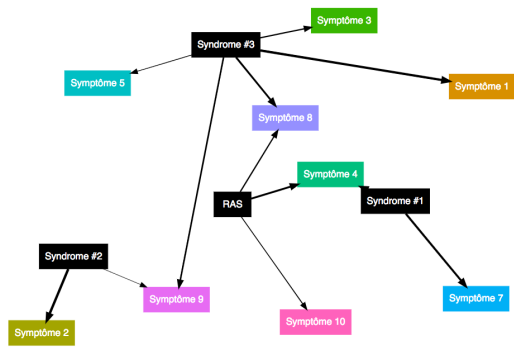 Symptôme 3
Syndrome #3
Symptôme 5
Symptôme 1
Symptôme 8
Symptôme 4
RAS
Syndrome #1
Syndrome #2
Symptôme 9
Symptôme 7
Symptôme 10
Symptôme 2